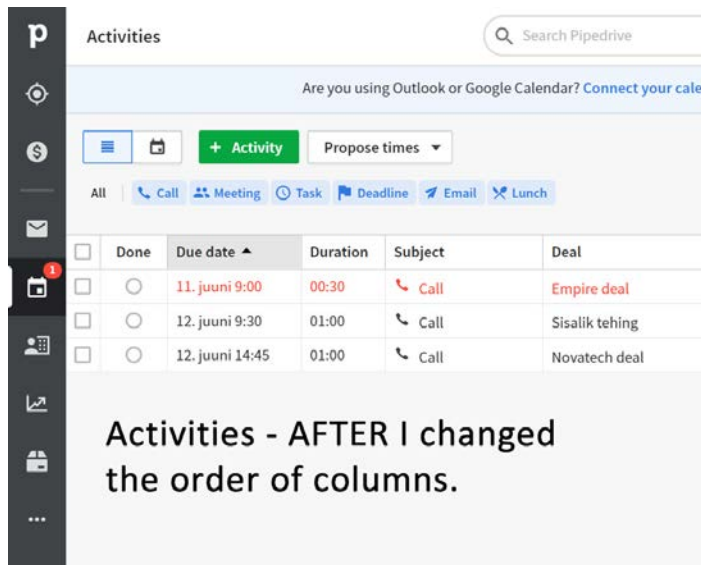 p
Activities
Search Pipedrive
Are you using Outlook or Google Calendar? Connect your cale
+ Activity
Propose times
All Call Meeting Task Deadline Email Lunch
Done Due date Duration Subject Deal
1
11. juuni 9:00 00:30 Call Empire deal
12. juuni 9:30 01:00 Call Sisalik tehing
12. juuni 14:45 01:00 Call Novatech deal
Activities - AFTER I changed
the order of columns.